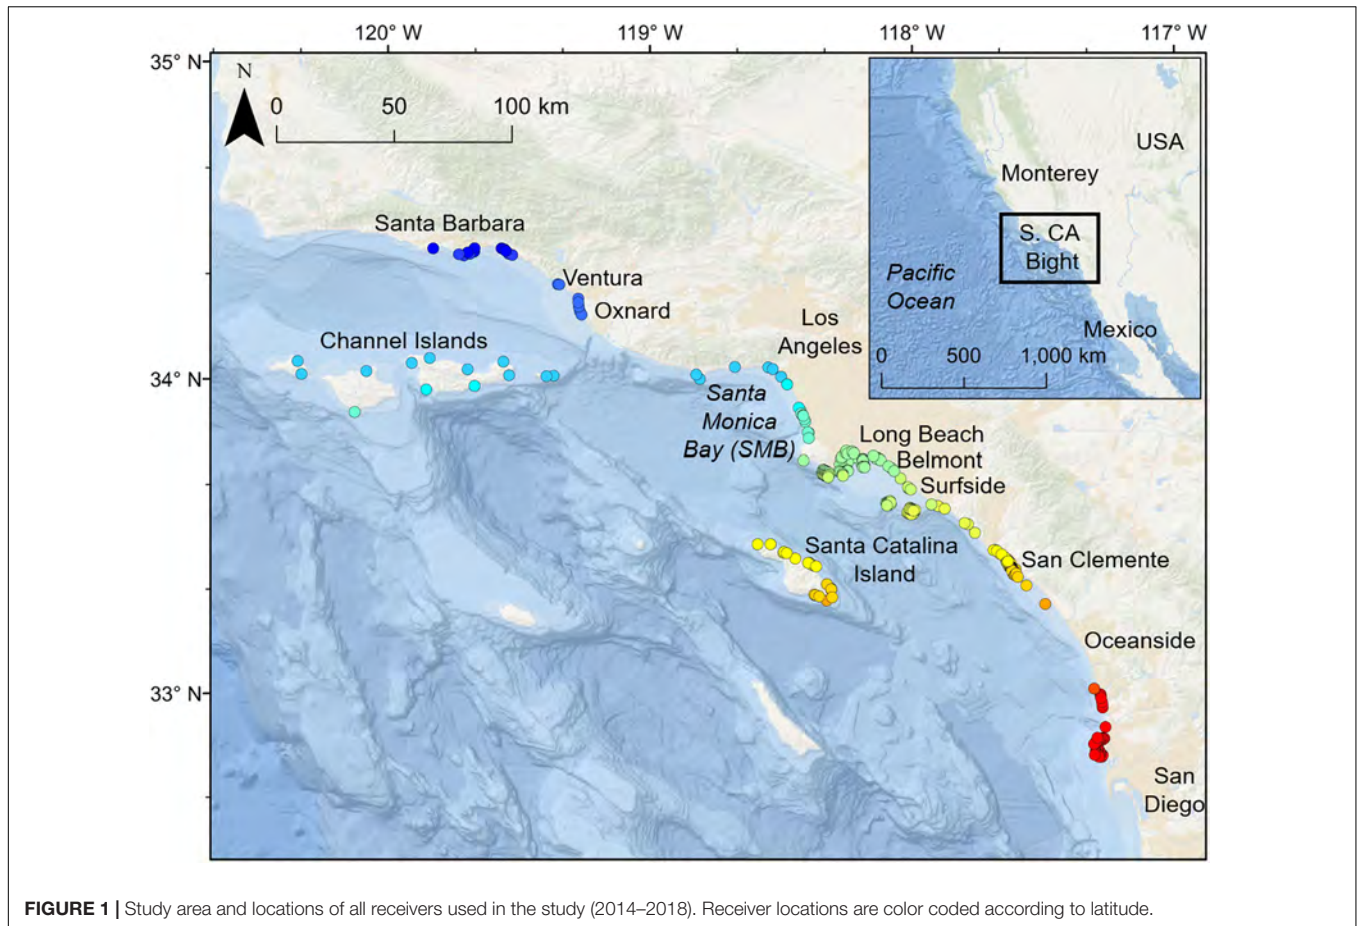 120° W
119° W
118° W
117° W
35° N
34° N
33° N
N
0
50
100 km
Santa Barbara
Ventura
Oxnard
Channel Islands
Los
Angeles
Santa
Monica
Bay (SMB)
Long Beach
Belmont
Surfside
Santa Catalina
Island
San Clemente
Oceanside
San
Diego
USA
Monterey
S. CA
Bight
Pacific
Ocean
Mexico
0
500
1,000 km
FIGURE 1 | Study area and locations of all receivers used in the study (2014–2018). Receiver locations are color coded according to latitude.